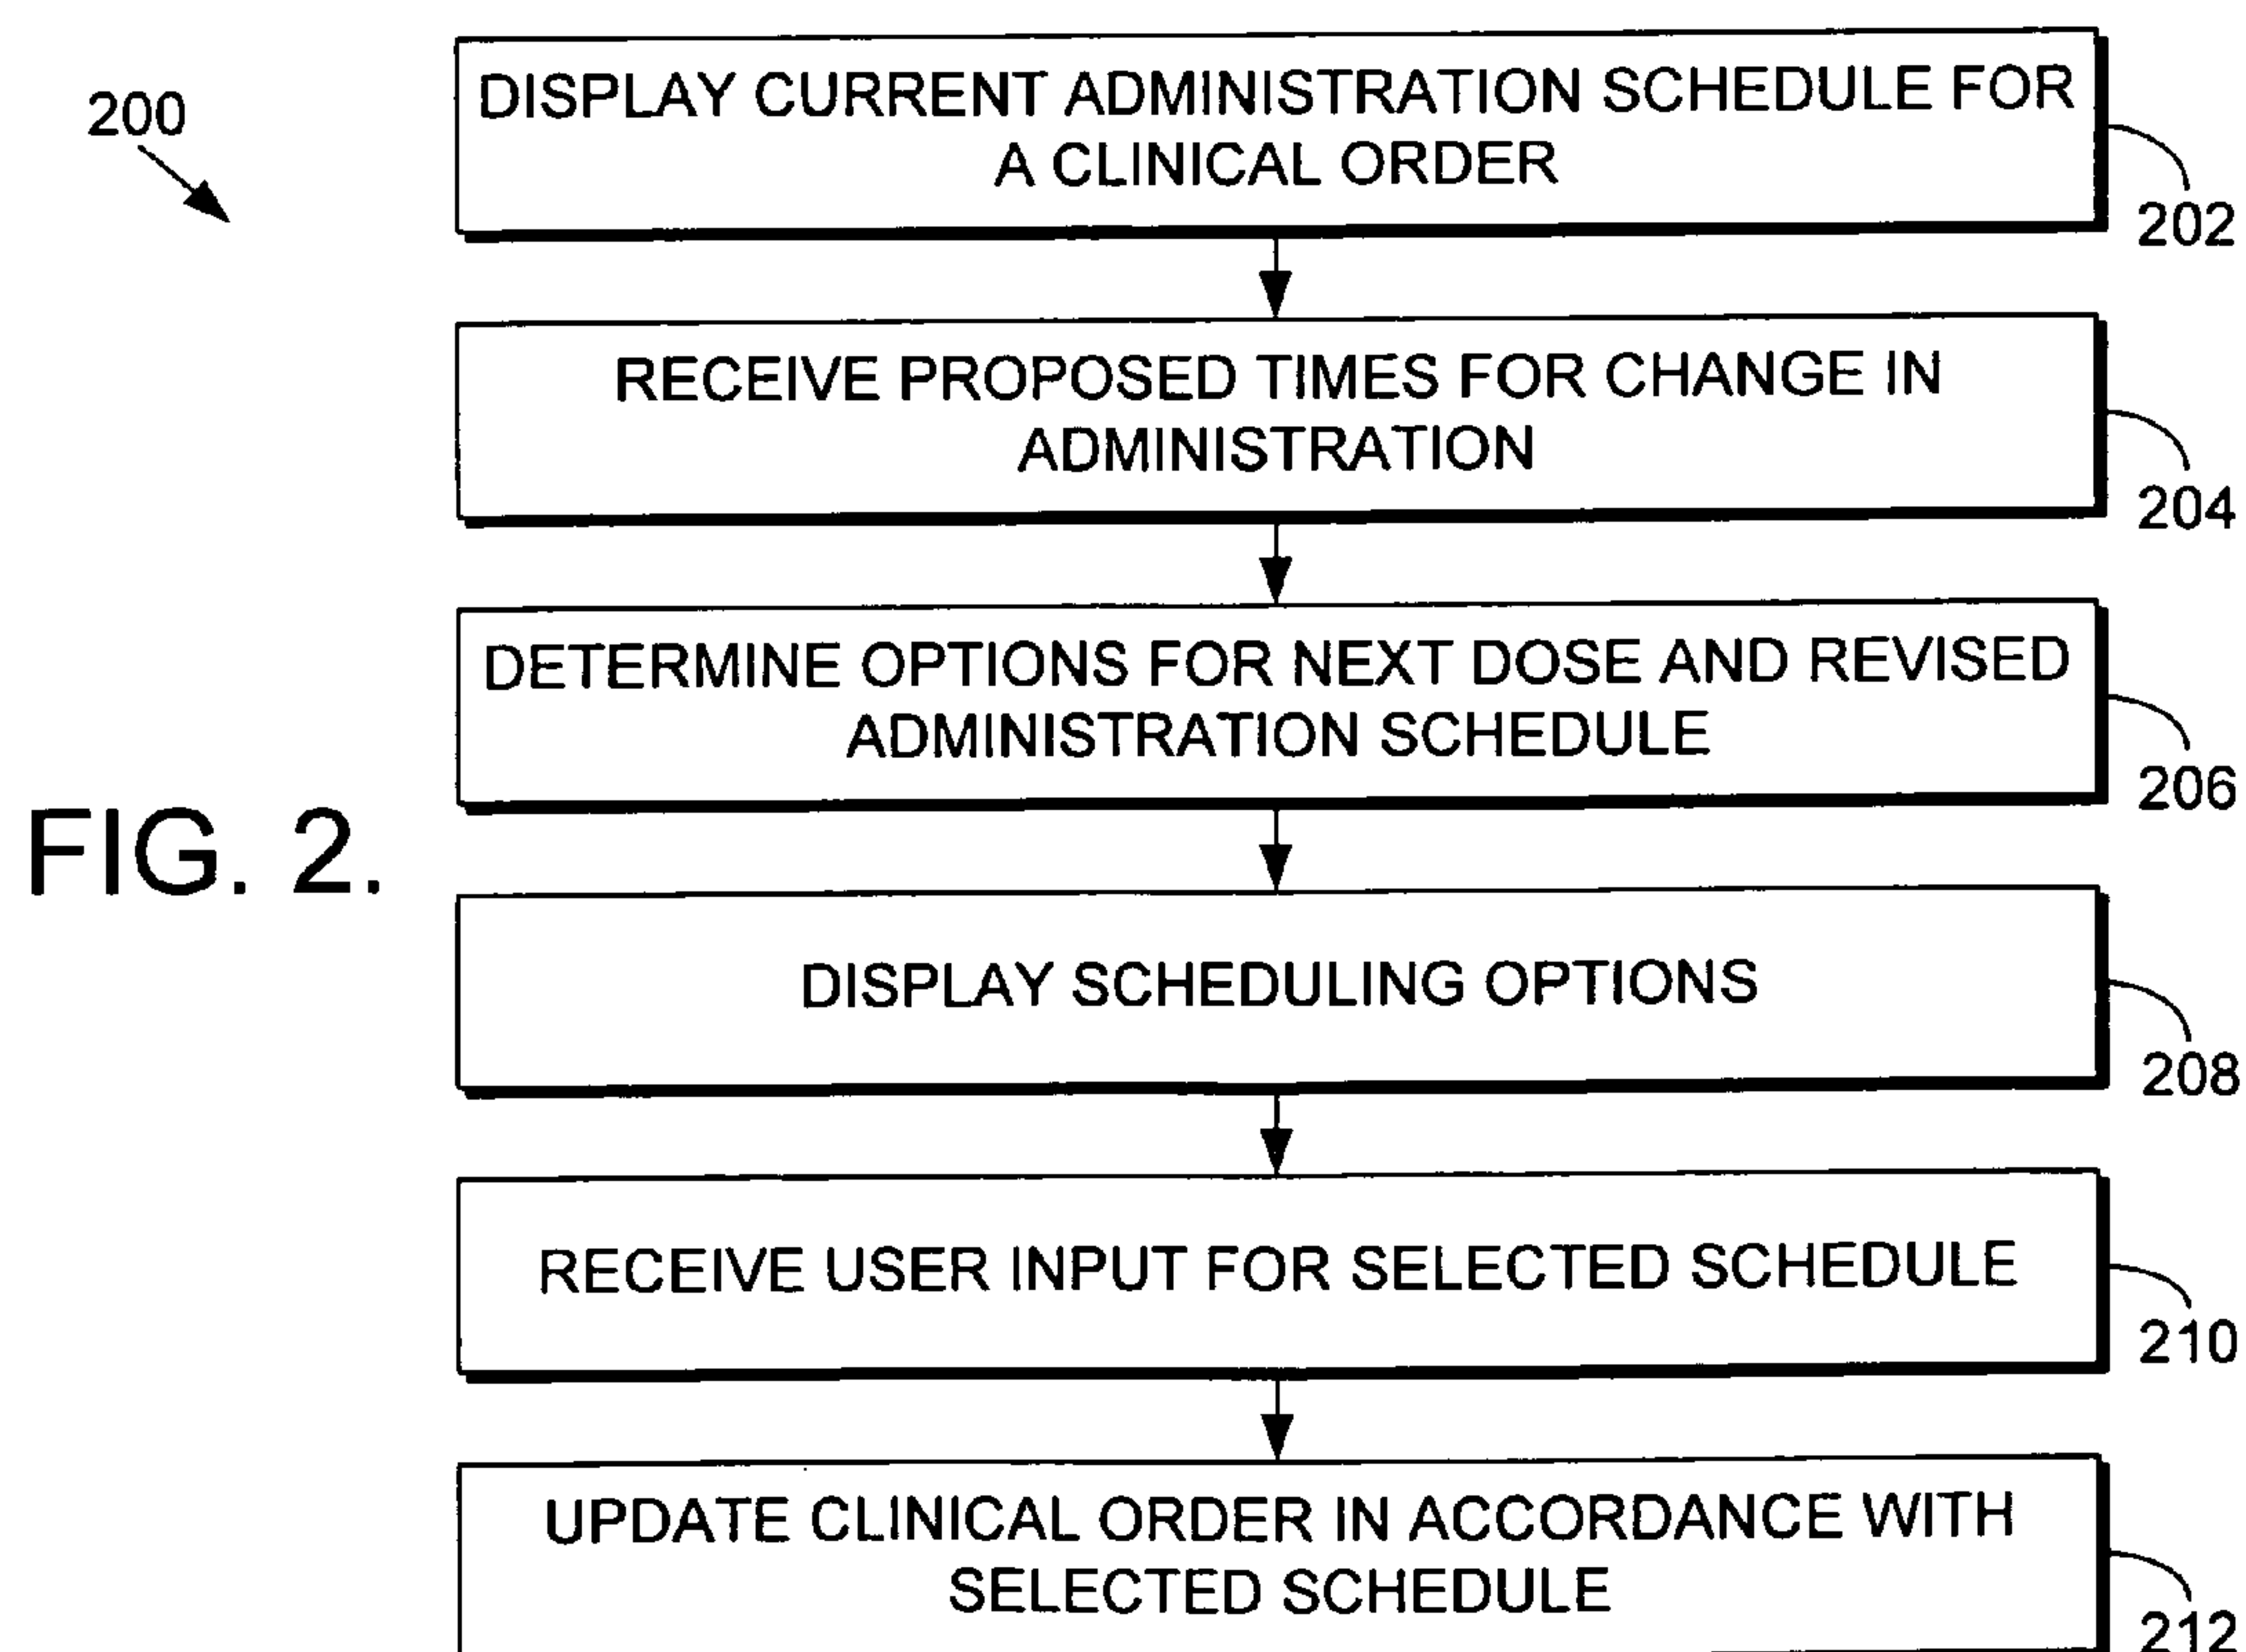 200
DISPLAY CURRENT ADMINISTRATION SCHEDULE FOR
A CLINICAL ORDER
202
RECEIVE PROPOSED TIMES FOR CHANGE IN
ADMINISTRATION
204
DETERMINE OPTIONS FOR NEXT DOSE AND REVISED
ADMINISTRATION SCHEDULE
206
FIG. 2.
DISPLAY SCHEDULING OPTIONS
208
RECEIVE USER INPUT FOR SELECTED SCHEDULE
210
UPDATE CLINICAL ORDER IN ACCORDANCE WITH
SELECTED SCHEDULE
212